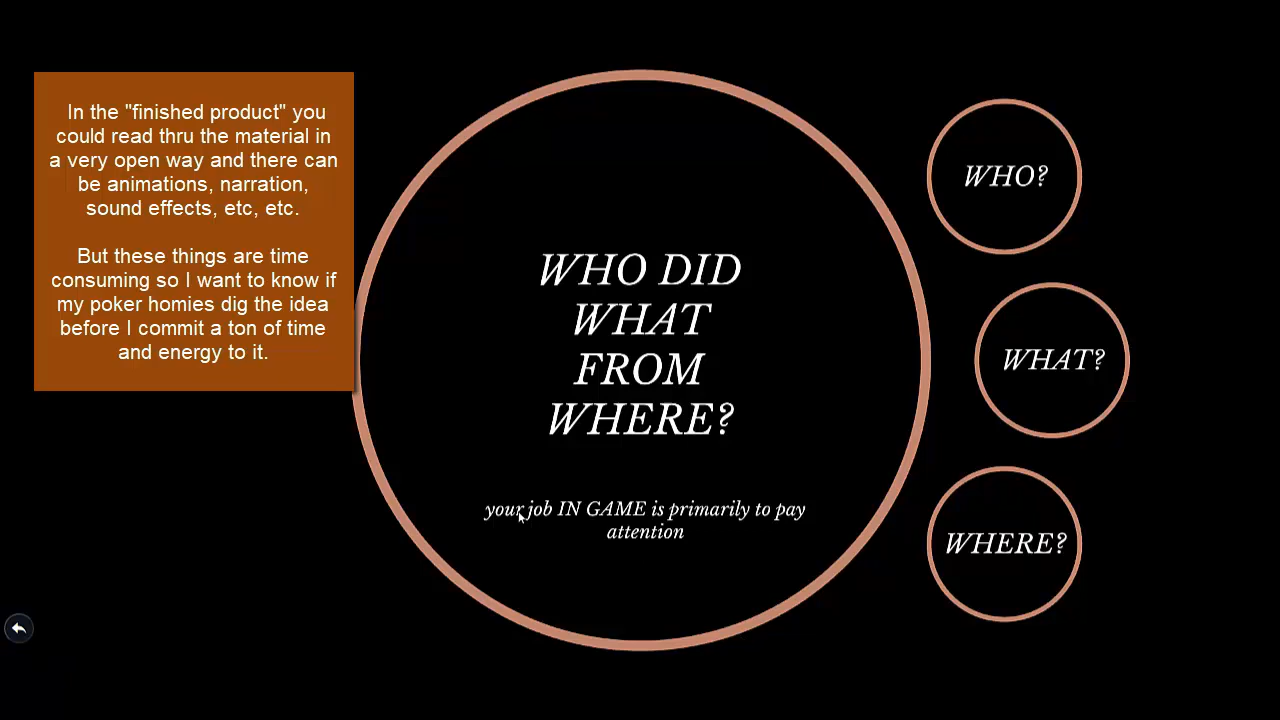 In the "finished product" you
could read thru the material in
a very open way and there can
be animations, narration,
sound effects, etc, etc.
But these things are time
consuming so I want to know if
my poker homies dig the idea
before I commit a ton of time
and energy to it.
WHO DID
WHAT
FROM
WHERE?
your job IN GAME is primarily to pay
attention
WHO?
WHAT?
WHERE?